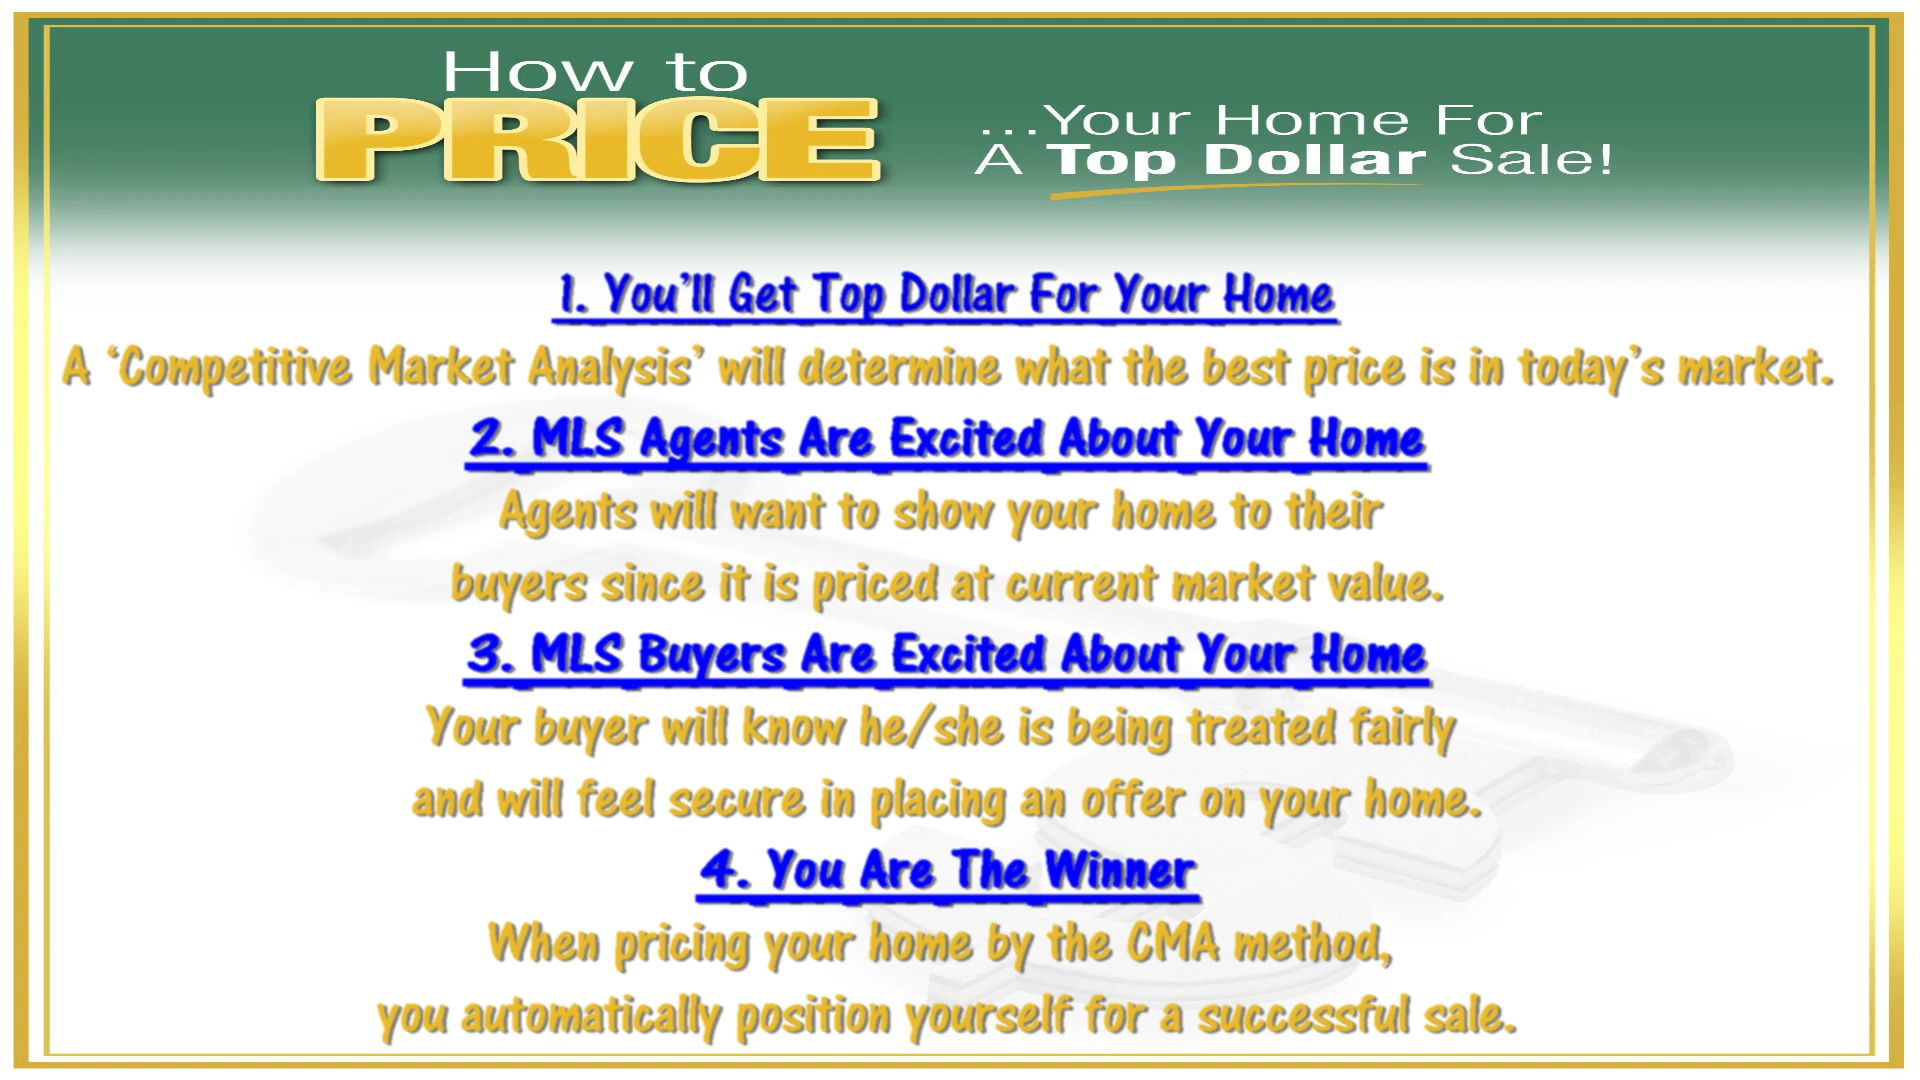 How to
PRICE
...Your Home For
A Top Dollar Sale!
1. You’ll Get Top Dollar For Your Home
A ‘Competitive Market Analysis’ will determine what the best price is in today’s market.
2. MLS Agents Are Excited About Your Home
Agents will want to show your home to their
buyers since it is priced at current market value.
3. MLS Buyers Are Excited About Your Home
Your buyer will know he/she is being treated fairly
and will feel secure in placing an offer on your home.
4. You Are The Winner
When pricing your home by the CMA method,
you automatically position yourself for a successful sale.